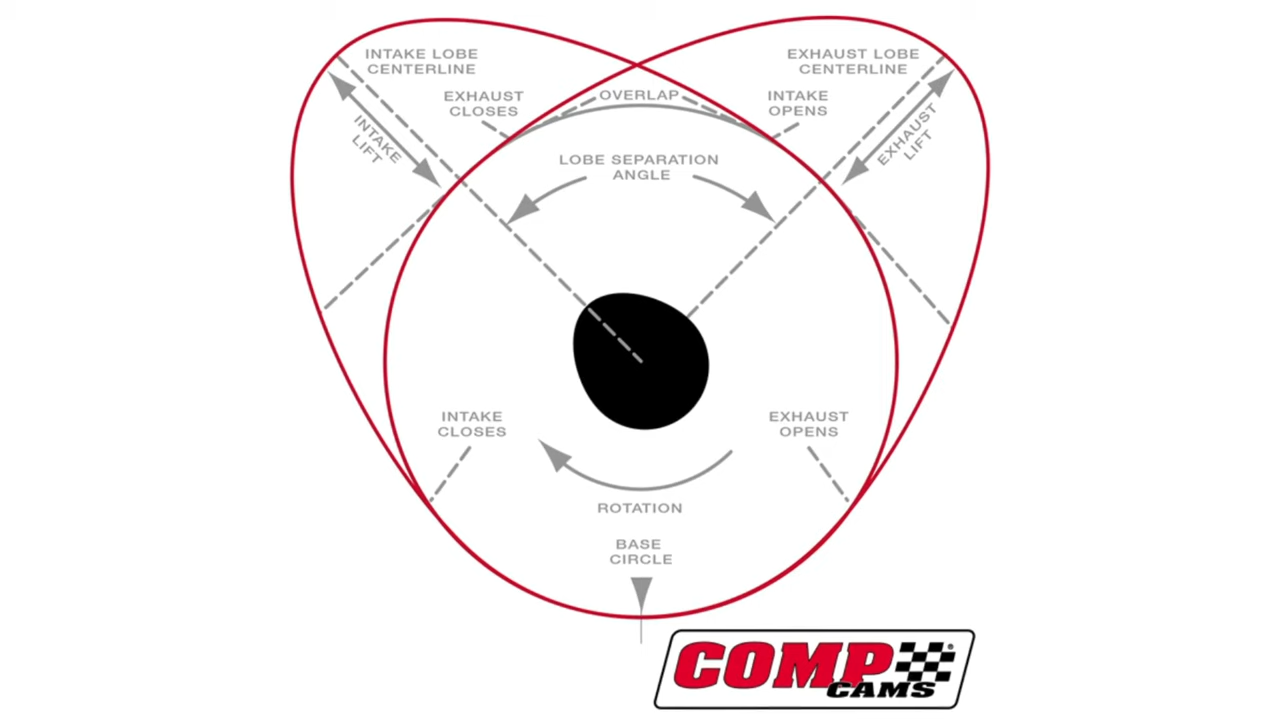 INTAKE LOBE
CENTERLINE
EXHAUST LOBE
CENTERLINE
EXHAUST
CLOSES
OVERLAP
INTAKE
OPENS
INTAKE
LIFT
EXHAUST
LIFT
LOBE SEPARATION
ANGLE
INTAKE
CLOSES
EXHAUST
OPENS
ROTATION
BASE
CIRCLE
COMP
CAMS
®